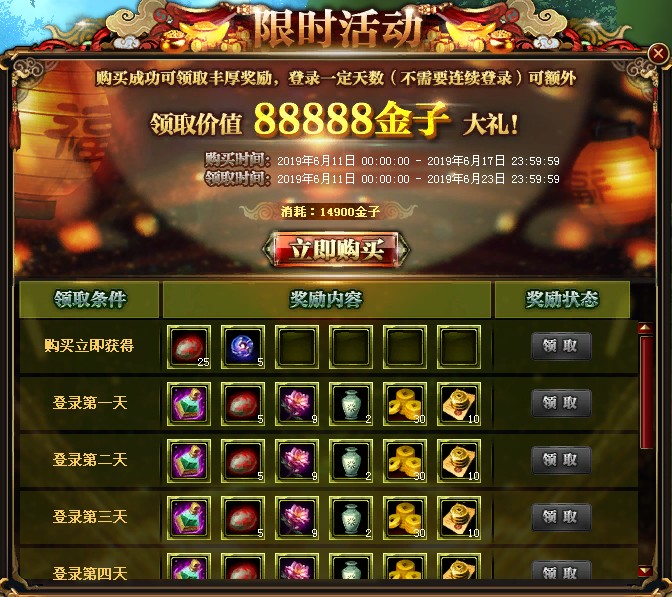 限时活动
购买成功可领取丰厚奖励，登录一定天数（不需要连续登录）可额外
领取价值 88888金子 大礼！
购买时间：2019年6月11日 00:00:00 - 2019年6月17日 23:59:59
领取时间：2019年6月11日 00:00:00 - 2019年6月23日 23:59:59
消耗：14900金子
立即购买
领取条件 奖励内容 奖励状态
购买立即获得 25 5 领取
登录第一天 5 9 2 30 10 领取
登录第二天 5 9 2 30 10 领取
登录第三天 5 9 2 30 10 领取
登录第四天 领取